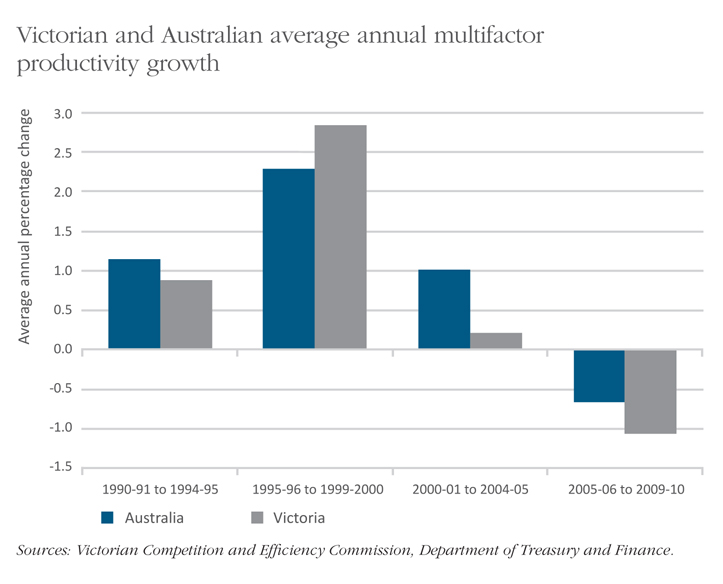 Victorian and Australian average annual multifactor
productivity growth
Average annual percentage change
3.0
2.5
2.0
1.5
1.0
0.5
0.0
-0.5
-1.0
-1.5
1990-91 to 1994-95 1995-96 to 1999-2000 2000-01 to 2004-05 2005-06 to 2009-10
Australia Victoria
Sources: Victorian Competition and Efficiency Commission, Department of Treasury and Finance.